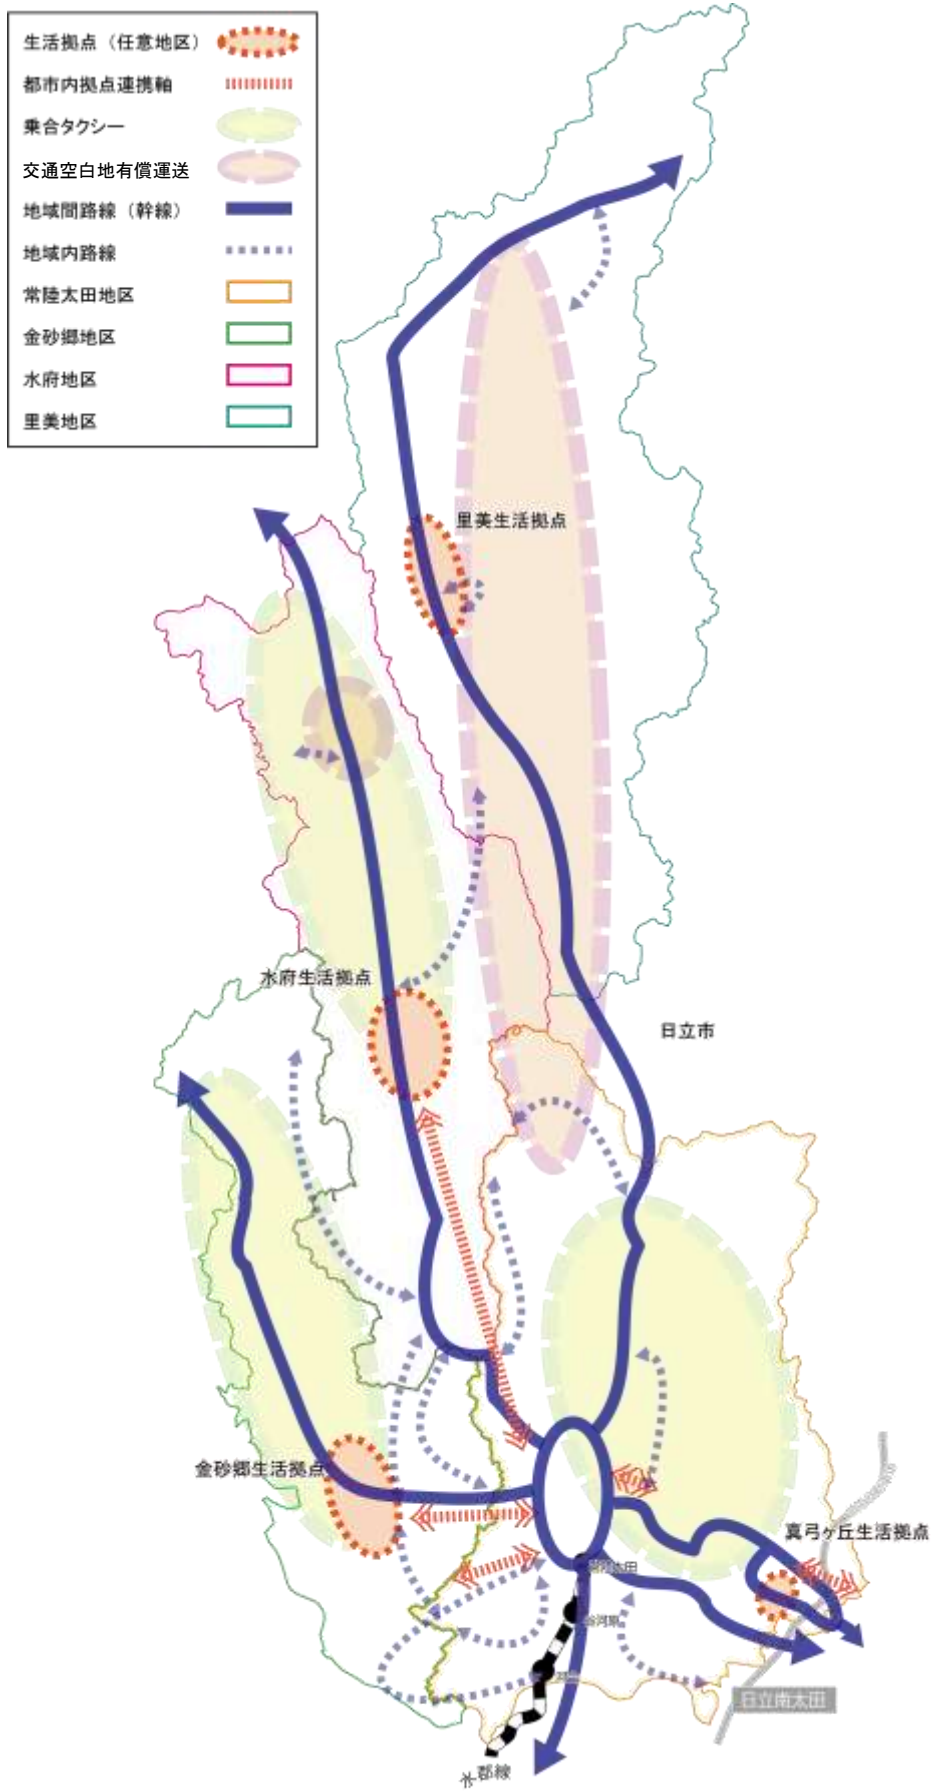 生活拠点（任意地区）
都市内拠点連携軸
乗合タクシー
交通空白地有償運送
地域間路線（幹線）
地域内路線
常陸太田地区
金砂郷地区
水府地区
里美地区
里美生活拠点
水府生活拠点
日立市
金砂郷生活拠点
真弓ヶ丘生活拠点
太田
谷河原
日立南太田
水郡線